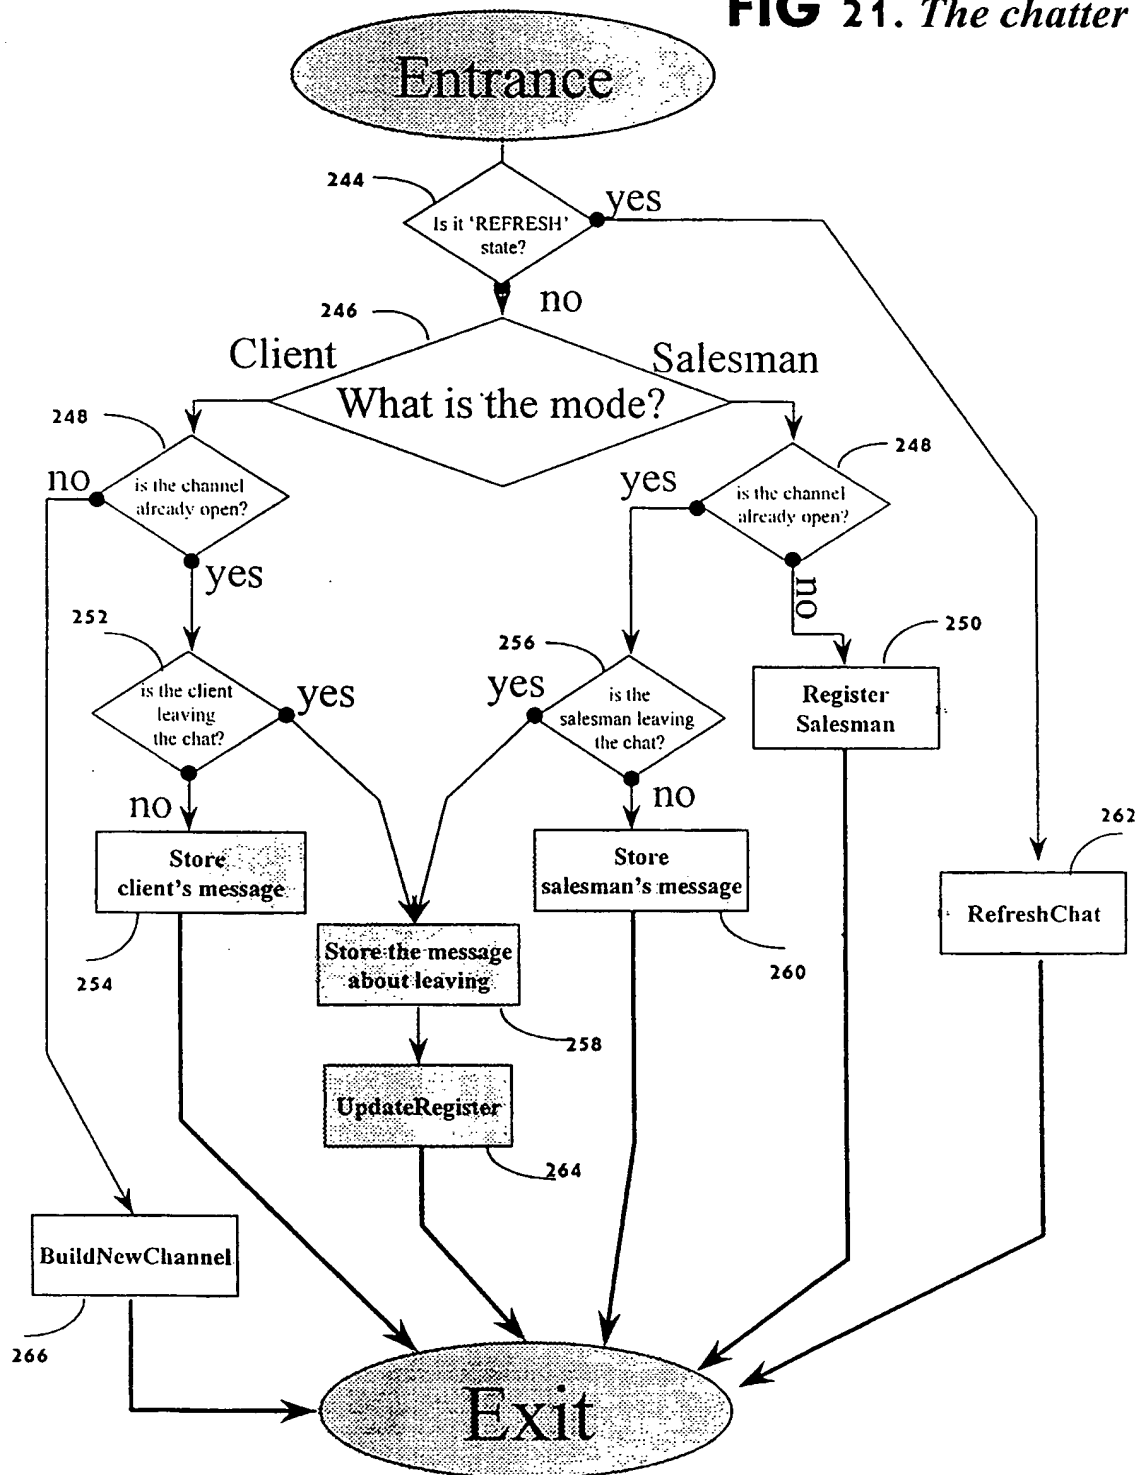 FIG 21. The chatter
Entrance
244
yes
Is it 'REFRESH'
state?
no
246
Client
Salesman
What is the mode?
248
no
is the channel
already open?
yes
248
yes
is the channel
already open?
no
252
is the client
leaving
the chat?
yes
no
256
yes
is the
salesman leaving
the chat?
no
250
Register
Salesman
262
RefreshChat
Store
client's message
254
Store
salesman's message
260
Store the message
about leaving
258
UpdateRegister
264
BuildNewChannel
266
Exit